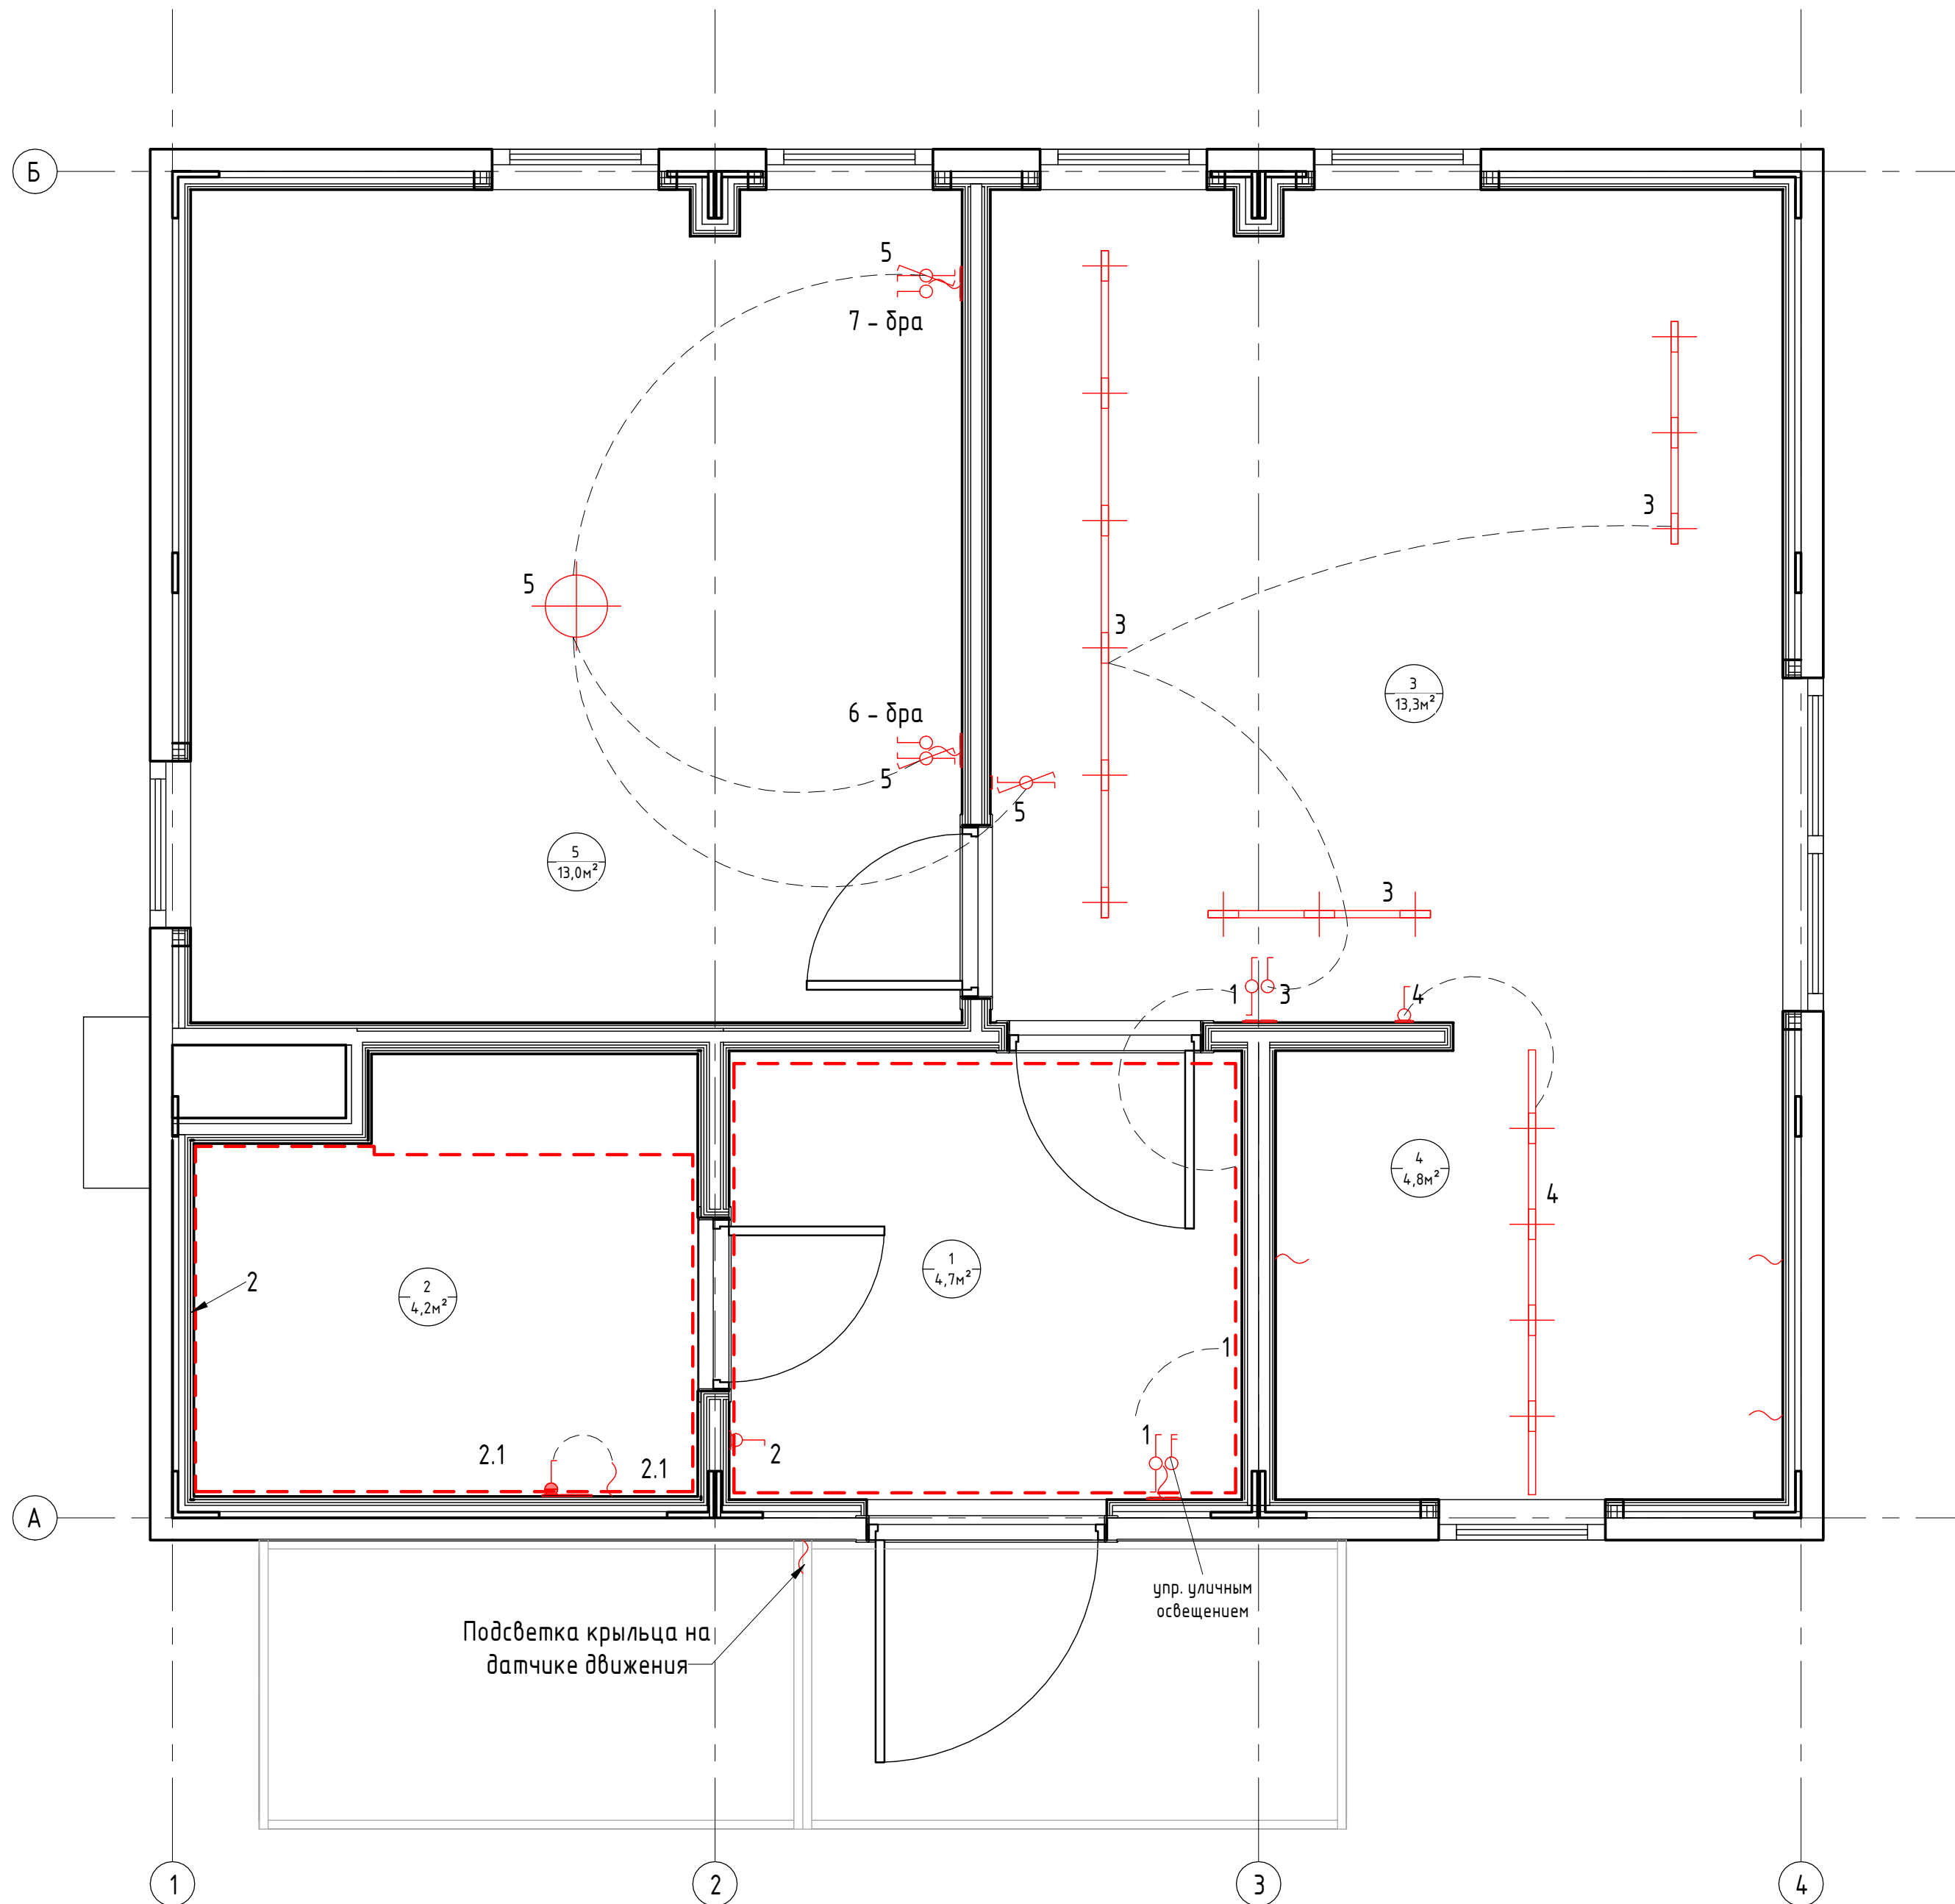 Б
5
7 - бра
3
5
3
3
13,3м²
6 - бра
5
5
5
13,0м²
3
1
3
4
4
4,8м²
4
1
4,7м²
2
2
4,2м²
1
1
2.1
2.1
2
А
упр. уличным
освещением
Подсветка крыльца на
датчике движения
1
2
3
4